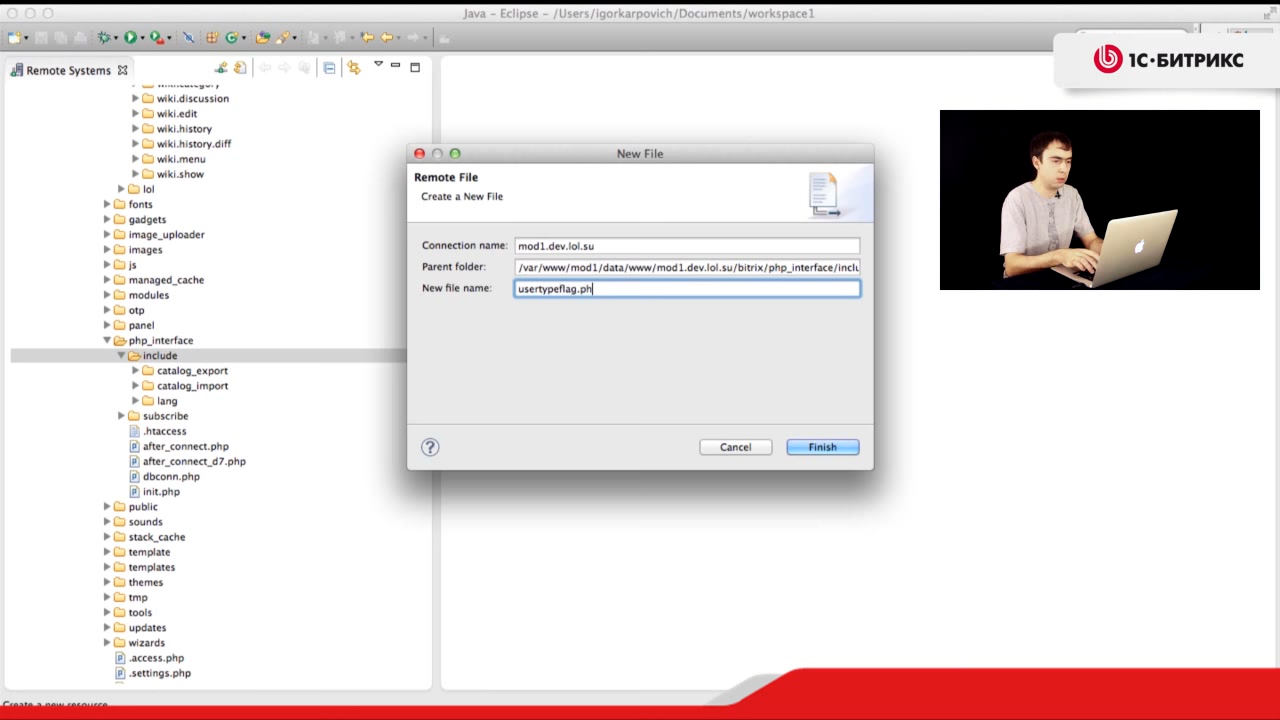 Java - Eclipse - /Users/igorkarpovich/Documents/workspace1
1С-БИТРИКС
Remote Systems
wiki.category
wiki.discussion
wiki.edit
wiki.history
wiki.history.diff
wiki.menu
wiki.show
lol
fonts
gadgets
image_uploader
images
js
managed_cache
modules
otp
panel
php_interface
include
catalog_export
catalog_import
lang
subscribe
.htaccess
after_connect.php
after_connect_d7.php
dbconn.php
init.php
public
sounds
stack_cache
template
templates
themes
tmp
tools
updates
wizards
.access.php
.settings.php
New File
Remote File
Create a New File
Connection name: mod1.dev.lol.su
Parent folder: /var/www/mod1/data/www/mod1.dev.lol.su/bitrix/php_interface/inclu
New file name: usertypeflag.ph
?
Cancel
Finish
Create a new resource.